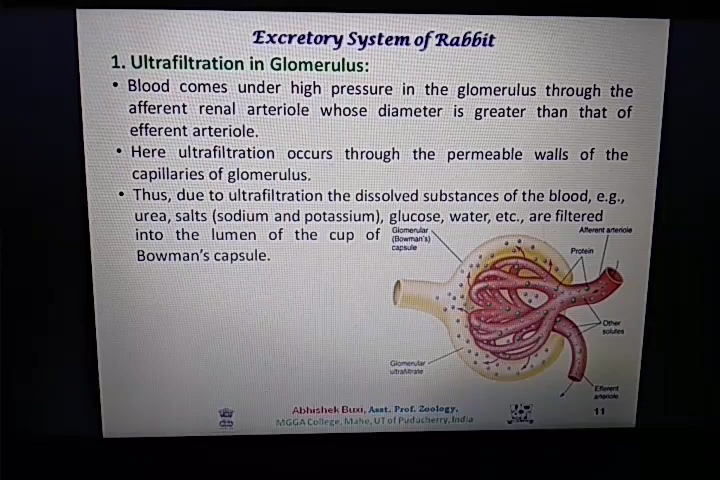 Excretory System of Rabbit
1. Ultrafiltration in Glomerulus:
• Blood comes under high pressure in the glomerulus through the
afferent renal arteriole whose diameter is greater than that of
efferent arteriole.
• Here ultrafiltration occurs through the permeable walls of the
capillaries of glomerulus.
• Thus, due to ultrafiltration the dissolved substances of the blood, e.g.,
urea, salts (sodium and potassium), glucose, water, etc., are filtered
into the lumen of the cup of
Bowman's capsule.
Glomerular
(Bowman's)
capsule
Afferent arteriole
Protein
Other
solutes
Glomerular
ultrafiltrate
Efferent
arteriole
Abhishek Buxi, Asst. Prof. Zoology,
MGGA College, Mahe, UT of Puducherry, India
11